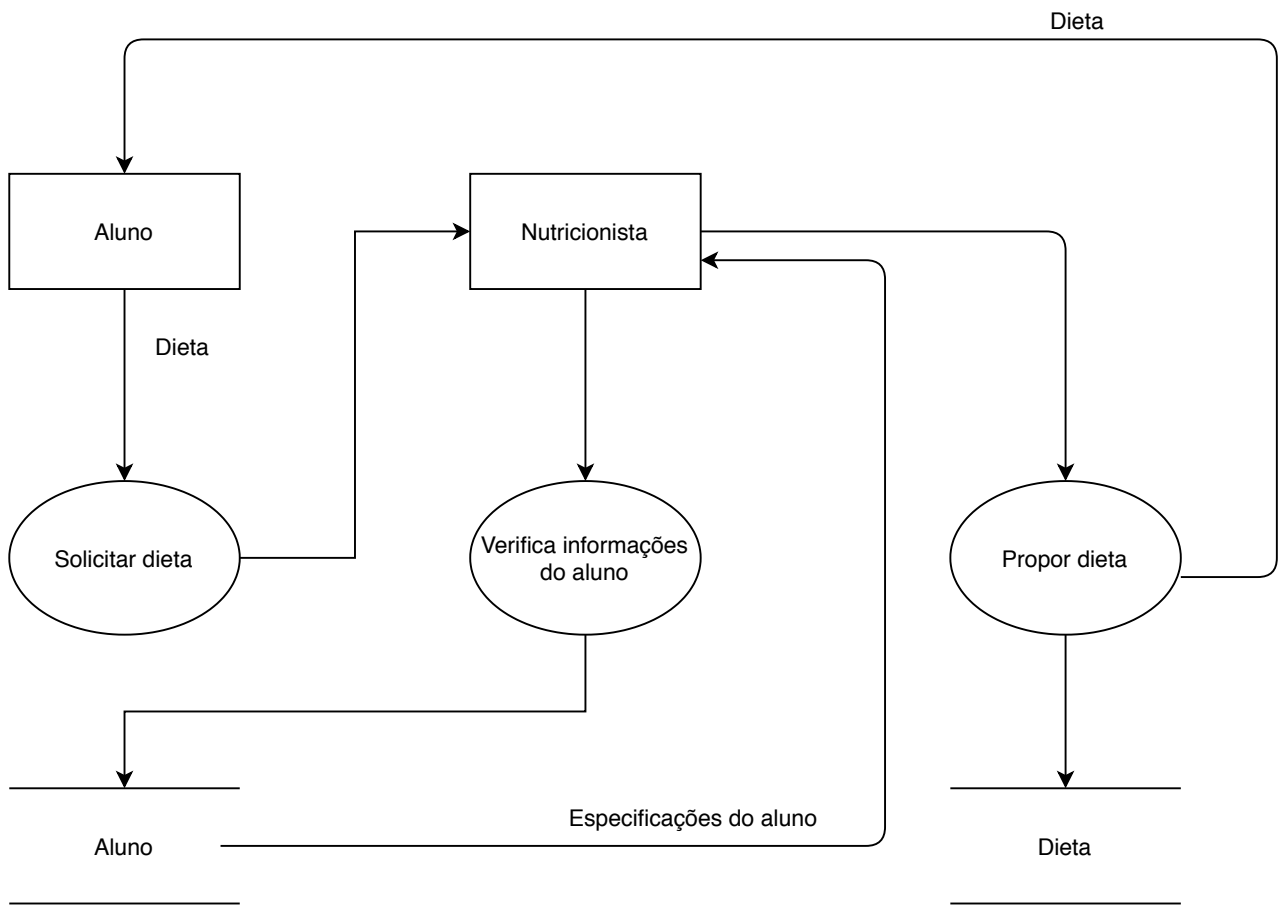 Dieta
Aluno
Nutricionista
Dieta
Solicitar dieta
Verifica informações
do aluno
Propor dieta
Especificações do aluno
Aluno
Dieta